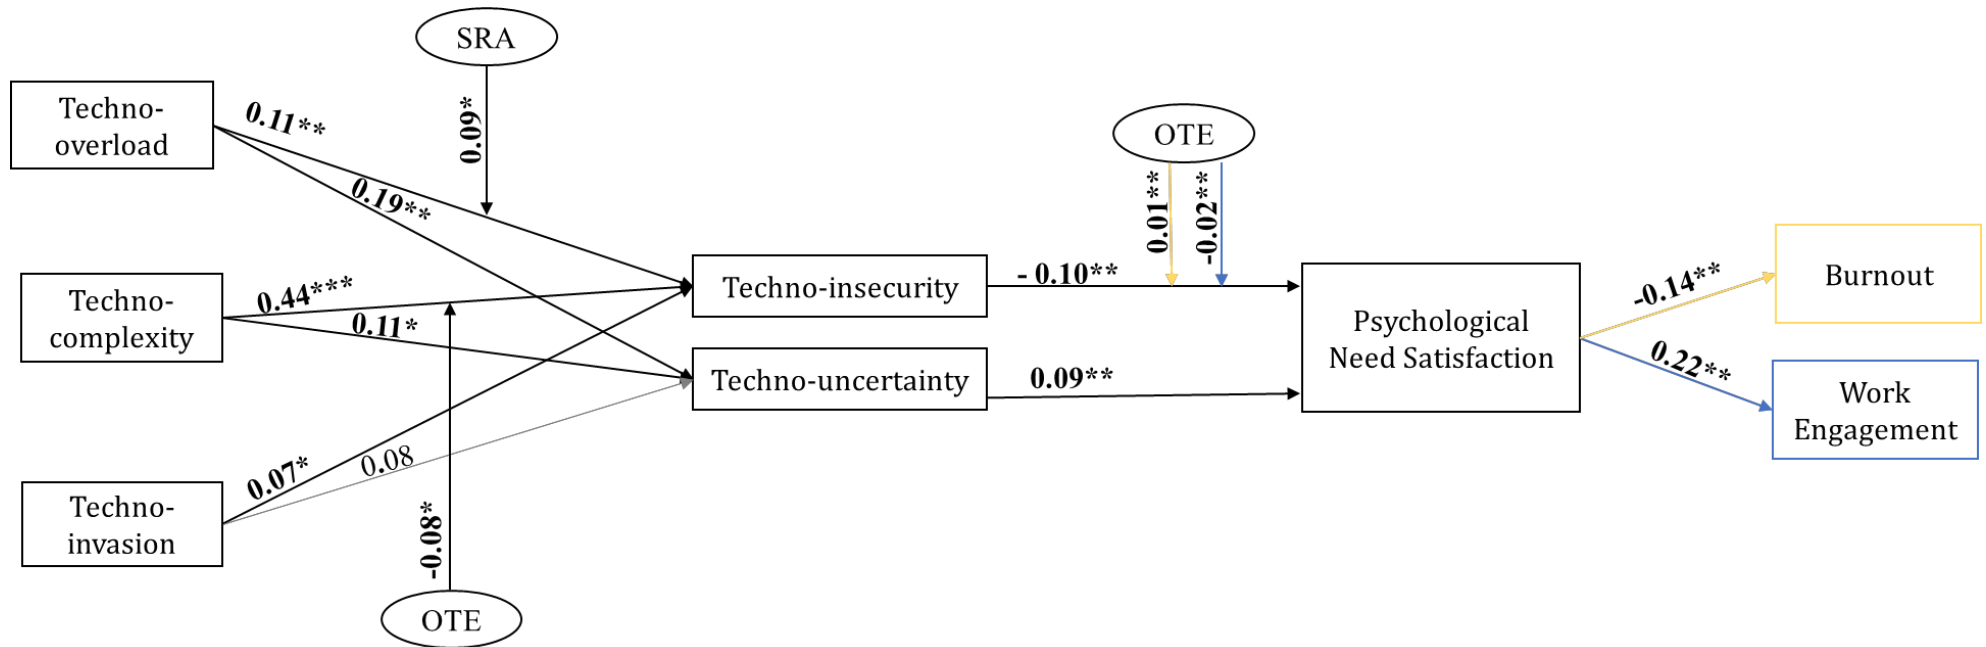 SRA
Techno-
overload
0.11**
0.09*
0.19**
OTE
0.01**
-0.02**
Techno-
complexity
0.44***
0.11*
Techno-insecurity
- 0.10**
Techno-uncertainty
0.09**
Psychological
Need Satisfaction
-0.14**
Burnout
0.22**
Work
Engagement
Techno-
invasion
0.07*
0.08
-0.08*
OTE